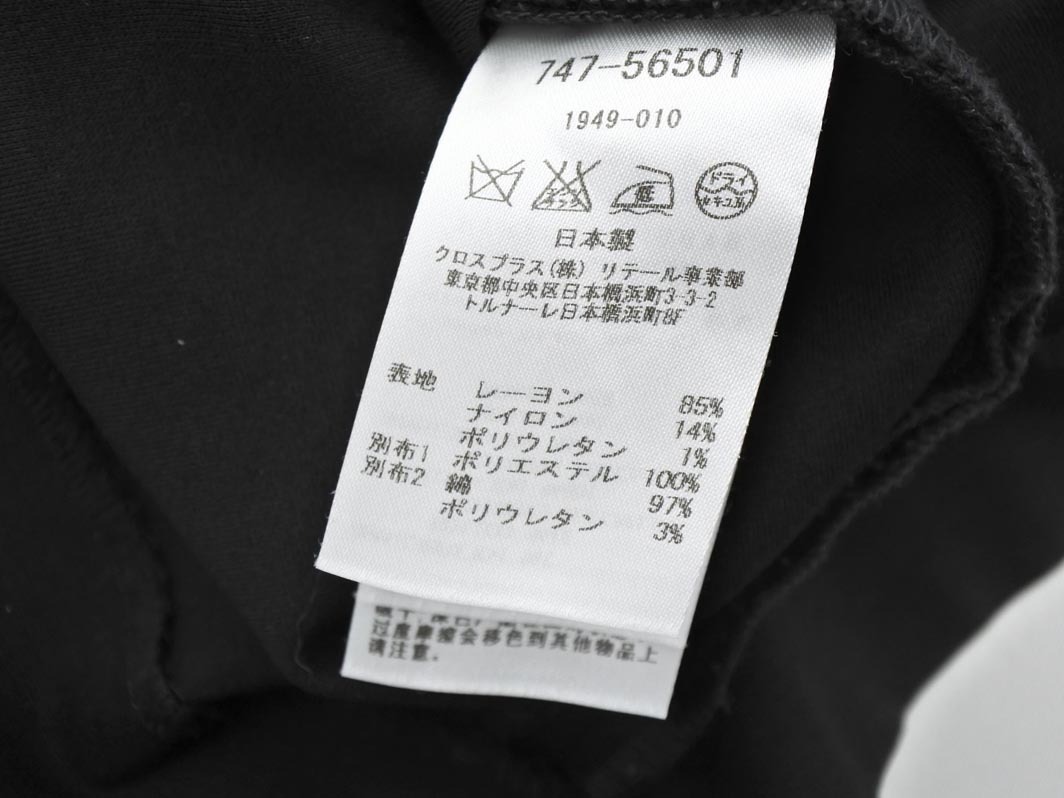 747-56501
1949-010
低
ドライ
セキユ系
日本製
クロスプラス(株) リテール事業部
東京都中央区日本橋浜町3-3-2
トルナーレ日本橋浜町8F
表地 レーヨン 85%
ナイロン 14%
ポリウレタン 1%
別布1 ポリエステル 100%
別布2 綿 97%
ポリウレタン 3%
过度摩擦会移色到其他物品上
请注意。